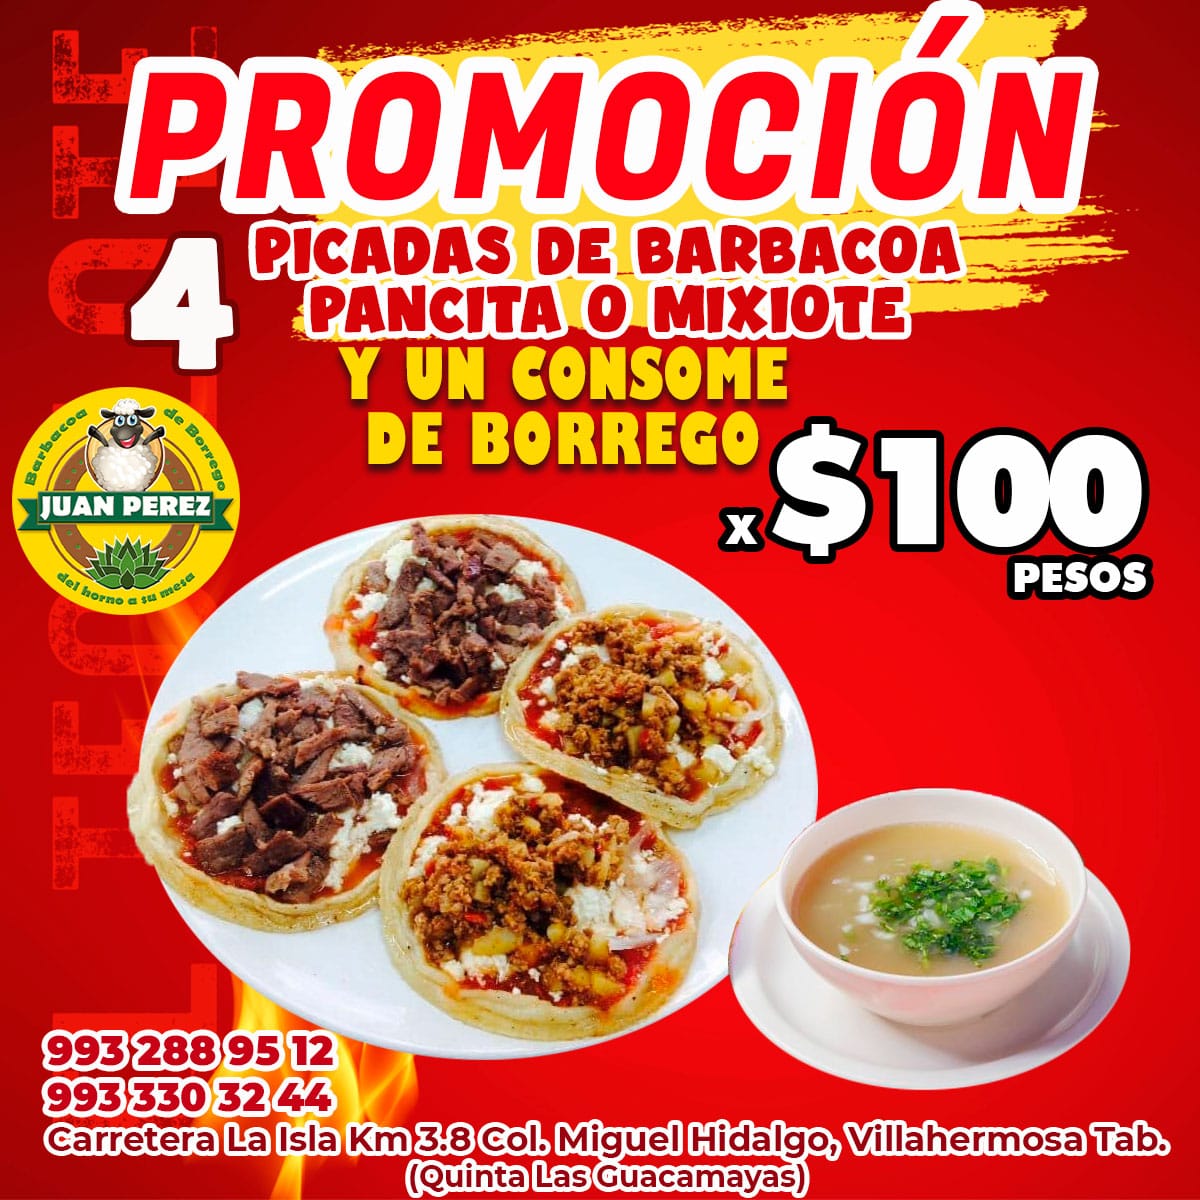 PROMOCIÓN
4
PICADAS DE BARBACOA
PANCITA O MIXIOTE
Y UN CONSOME
DE BORREGO
x $100
PESOS
Barbacoa de Borrego
JUAN PEREZ
del horno a su mesa
EL TECOLOTE
993 288 95 12
993 330 32 44
Carretera La Isla Km 3.8 Col. Miguel Hidalgo, Villahermosa Tab.
(Quinta Las Guacamayas)